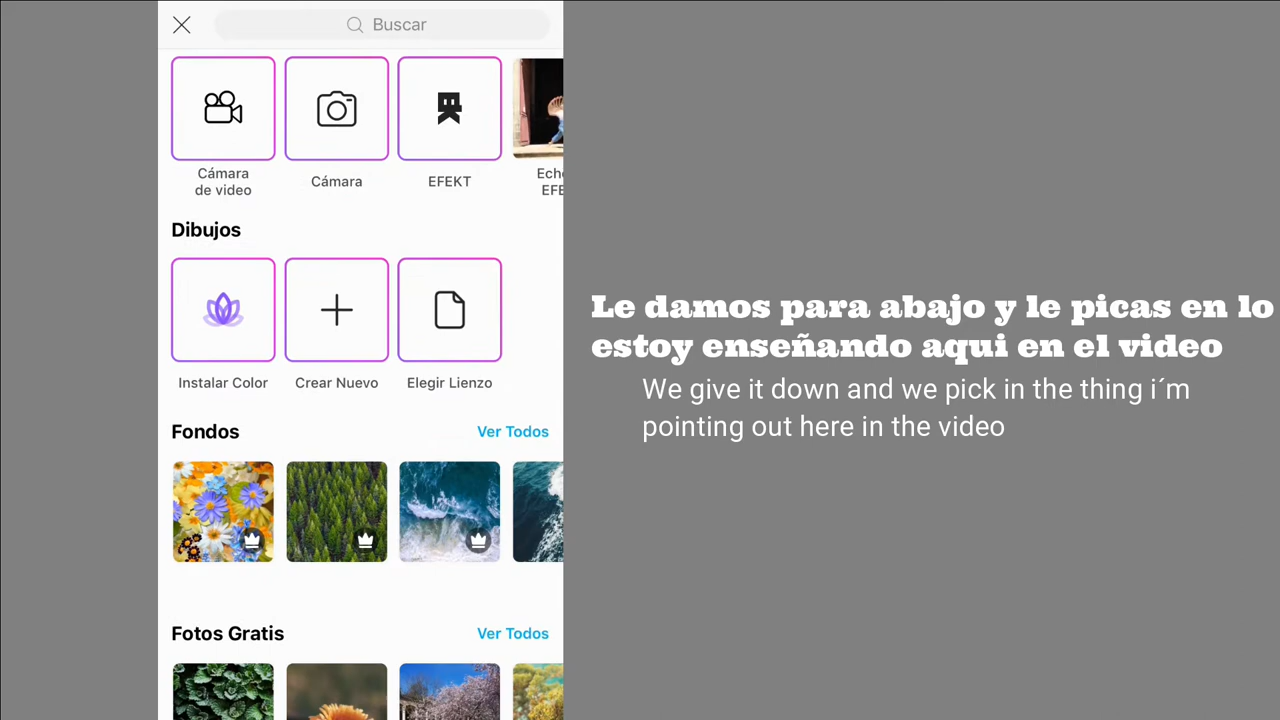 Buscar
Cámara
de video
Cámara
EFEKT
Dibujos
Instalar Color
Crear Nuevo
Elegir Lienzo
Fondos
Ver Todos
Fotos Gratis
Ver Todos
Le damos para abajo y le picas en lo
estoy enseñando aqui en el video
We give it down and we pick in the thing i´m
pointing out here in the video